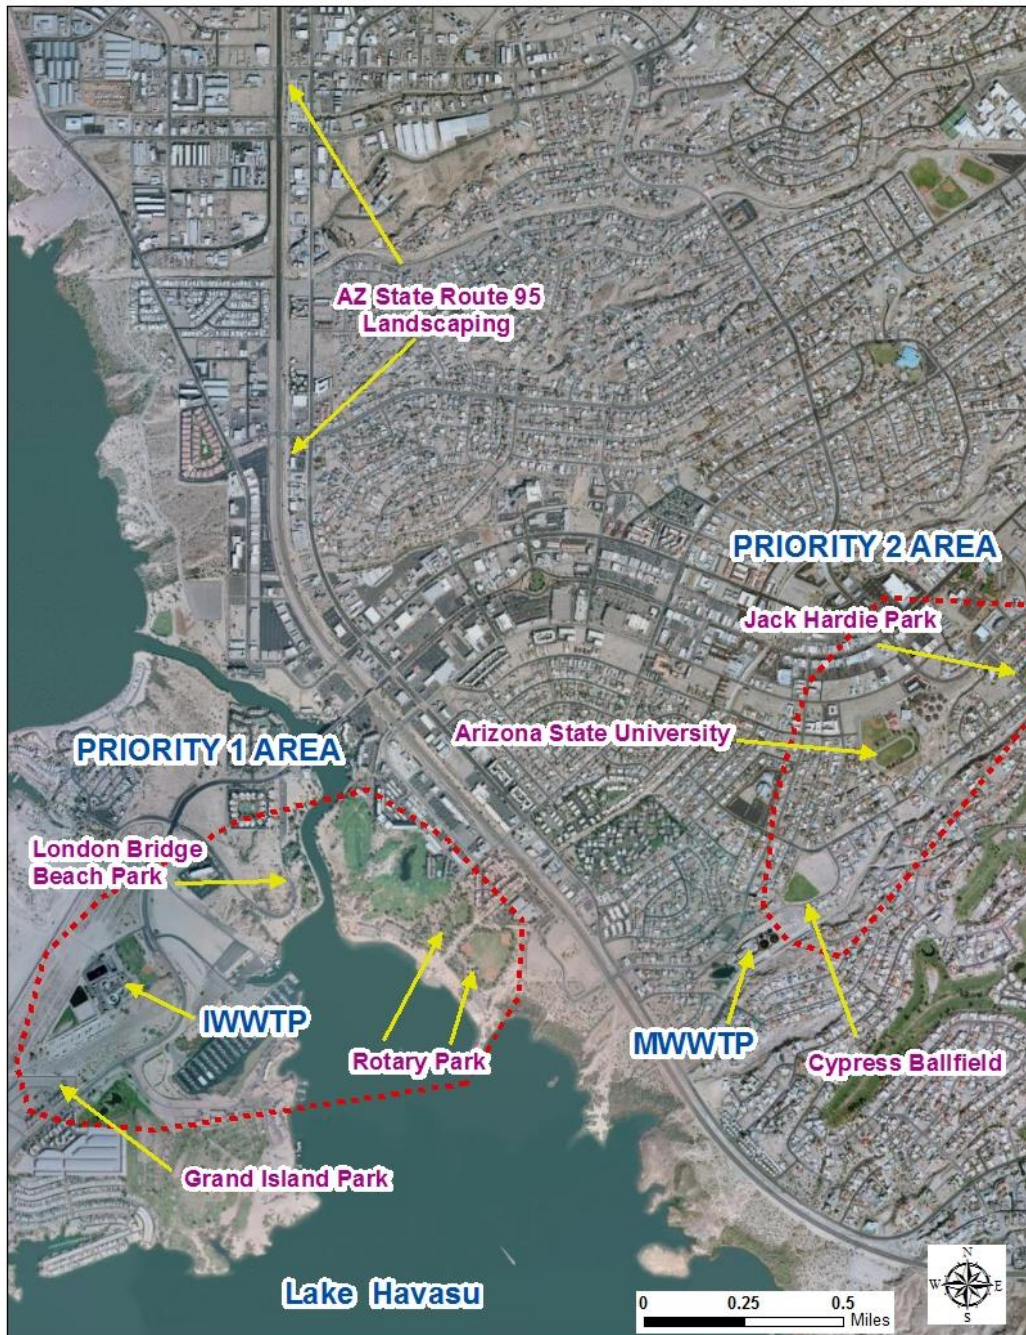 AZ State Route 95
Landscaping
PRIORITY 2 AREA
Jack Hardie Park
Arizona State University
PRIORITY 1 AREA
London Bridge
Beach Park
IWWTP
Rotary Park
MWWTP
Cypress Ballfield
Grand Island Park
Lake Havasu
0 0.25 0.5
Miles
N
W E
S